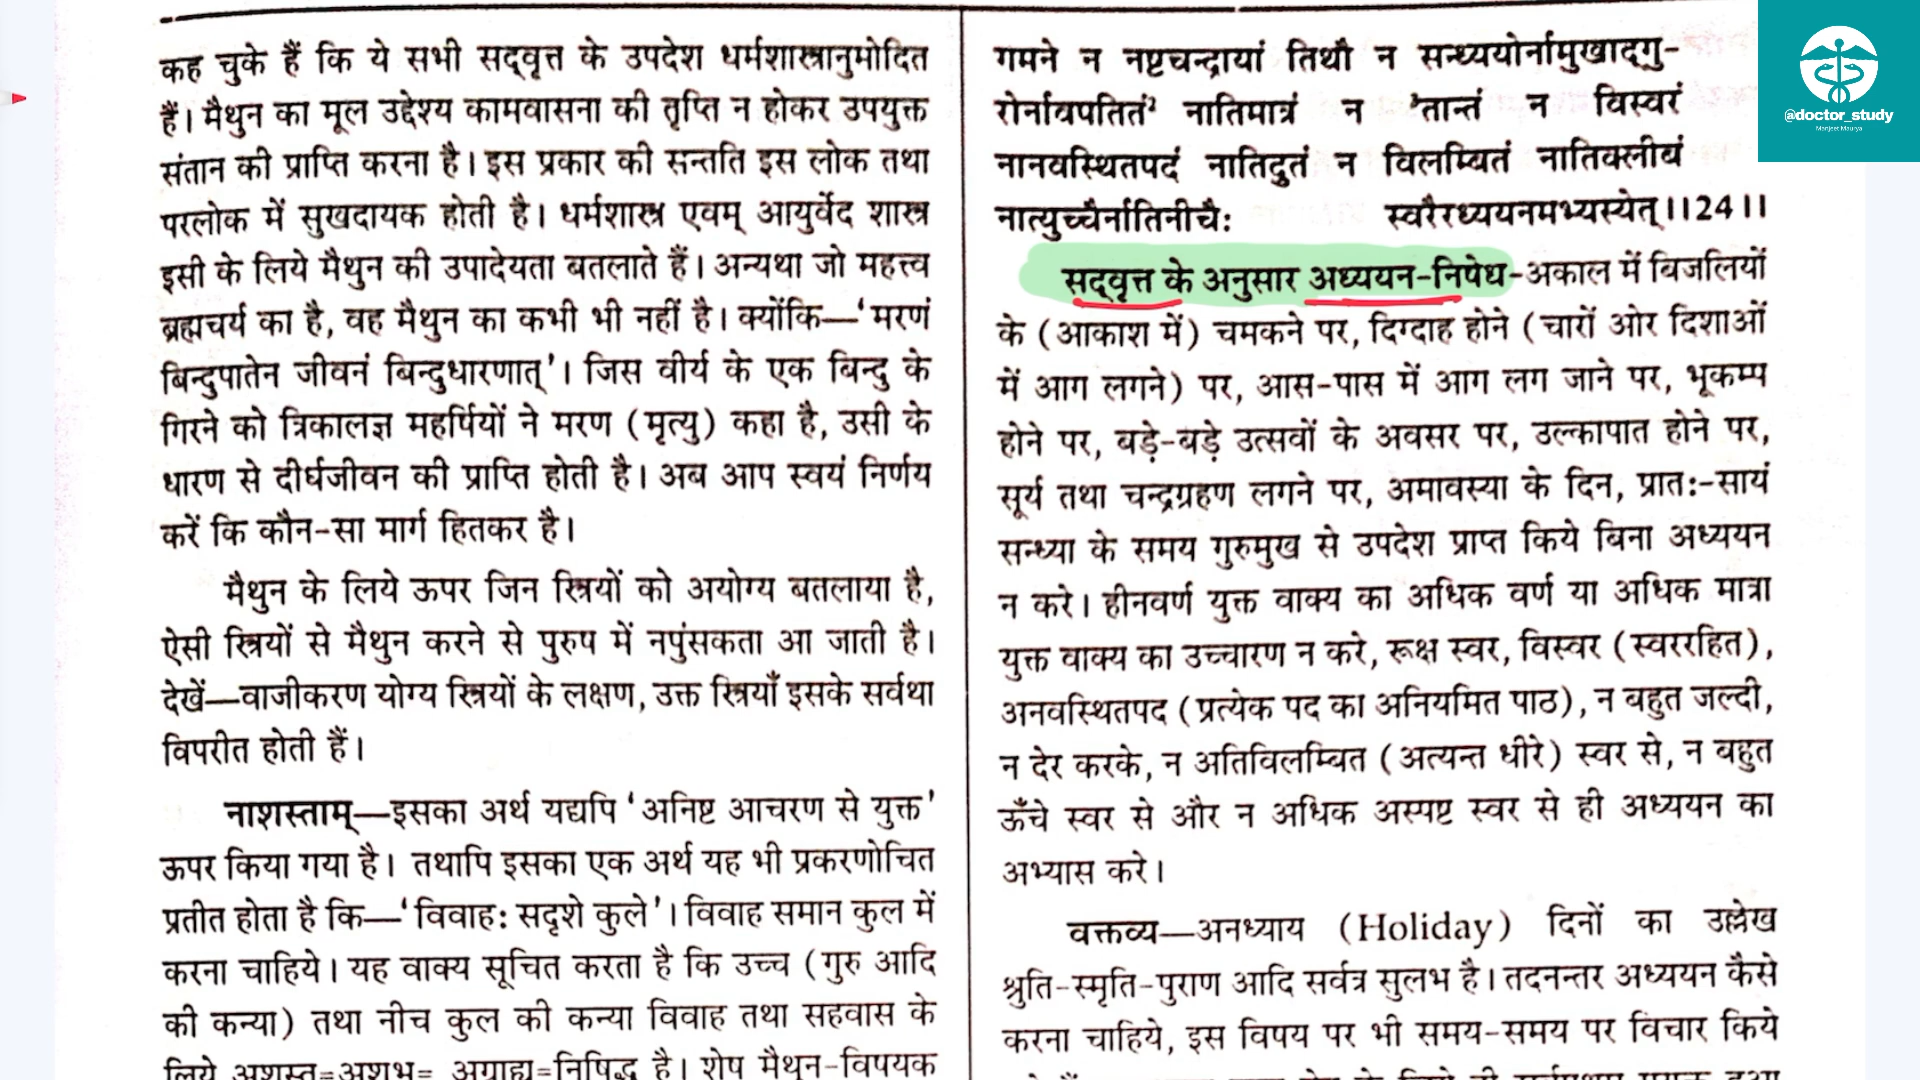 कह चुके हैं कि ये सभी सद्‌वृत्त के उपदेश धर्मशास्त्रानुमोदित
हैं। मैथुन का मूल उद्देश्य कामवासना की तृप्ति न होकर उपयुक्त
संतान की प्राप्ति करना है। इस प्रकार की सन्तति इस लोक तथा
परलोक में सुखदायक होती है। धर्मशास्त्र एवम् आयुर्वेद शास्त्र
इसी के लिये मैथुन की उपादेयता बतलाते हैं। अन्यथा जो महत्त्व
ब्रह्मचर्य का है, वह मैथुन का कभी भी नहीं है। क्योंकि—‘मरणं
बिन्दुपातेन जीवनं बिन्दुधारणात्’। जिस वीर्य के एक बिन्दु के
गिरने को त्रिकालज्ञ महर्षियों ने मरण (मृत्यु) कहा है, उसी के
धारण से दीर्घजीवन की प्राप्ति होती है। अब आप स्वयं निर्णय
करें कि कौन-सा मार्ग हितकर है।
मैथुन के लिये ऊपर जिन स्त्रियों को अयोग्य बतलाया है,
ऐसी स्त्रियों से मैथुन करने से पुरुष में नपुंसकता आ जाती है।
देखें—वाजीकरण योग्य स्त्रियों के लक्षण, उक्त स्त्रियाँ इसके सर्वथा
विपरीत होती हैं।
नाशस्ताम्—इसका अर्थ यद्यपि ‘अनिष्ट आचरण से युक्त’
ऊपर किया गया है। तथापि इसका एक अर्थ यह भी प्रकरणोचित
प्रतीत होता है कि—‘विवाहः सदृशे कुले’। विवाह समान कुल में
करना चाहिये। यह वाक्य सूचित करता है कि उच्च (गुरु आदि
की कन्या) तथा नीच कुल की कन्या विवाह तथा सहवास के
लिये अशस्त=अशुभ= अग्राह्य=निषिद्ध है। शेष मैथुन-विषयक
गमने न नष्टचन्द्रायां तिथौ न सन्ध्ययोर्नामुखाद्गु-
रोर्नावपतितं² नातिमात्रं न ³तान्तं न विस्वरं
नानवस्थितपदं नातिद्रुतं न विलम्बितं नातिक्लीबं
नात्युच्चैर्नातिनीचैः स्वरैरध्ययनमभ्यस्येत्।।24।।
सद्‌वृत्त के अनुसार अध्ययन-निषेध-अकाल में बिजलियों
के (आकाश में) चमकने पर, दिग्दाह होने (चारों ओर दिशाओं
में आग लगने) पर, आस-पास में आग लग जाने पर, भूकम्प
होने पर, बड़े-बड़े उत्सवों के अवसर पर, उल्कापात होने पर,
सूर्य तथा चन्द्रग्रहण लगने पर, अमावस्या के दिन, प्रातः-सायं
सन्ध्या के समय गुरुमुख से उपदेश प्राप्त किये बिना अध्ययन
न करे। हीनवर्ण युक्त वाक्य का अधिक वर्ण या अधिक मात्रा
युक्त वाक्य का उच्चारण न करे, रूक्ष स्वर, विस्वर (स्वररहित),
अनवस्थितपद (प्रत्येक पद का अनियमित पाठ), न बहुत जल्दी,
न देर करके, न अतिविलम्बित (अत्यन्त धीरे) स्वर से, न बहुत
ऊँचे स्वर से और न अधिक अस्पष्ट स्वर से ही अध्ययन का
अभ्यास करे।
वक्तव्य—अनध्याय (Holiday) दिनों का उल्लेख
श्रुति-स्मृति-पुराण आदि सर्वत्र सुलभ है। तदनन्तर अध्ययन कैसे
करना चाहिये, इस विषय पर भी समय-समय पर विचार किये
@doctor_study
Manjeet Maurya